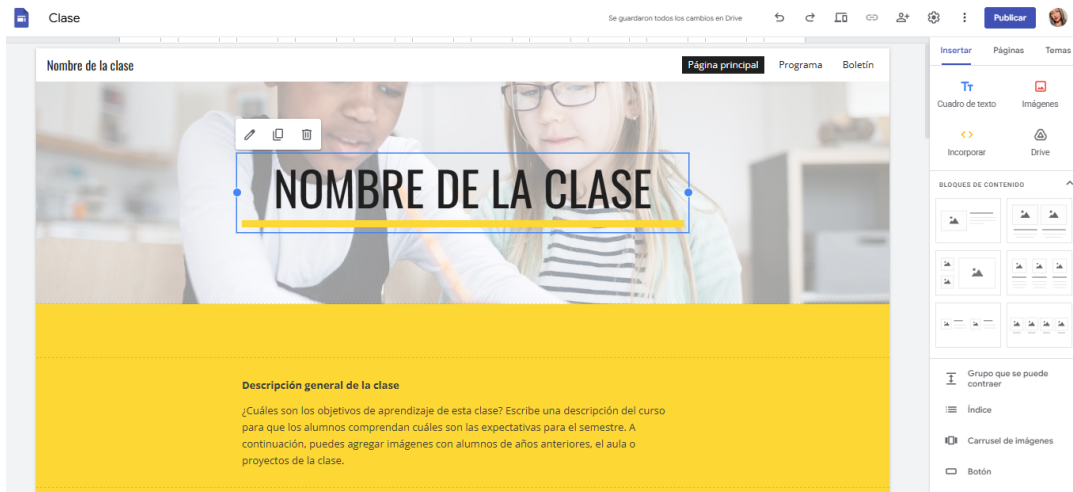 Clase
Se guardaron todos los cambios en Drive
Publicar
Nombre de la clase
Página principal
Programa
Boletín
NOMBRE DE LA CLASE
Descripción general de la clase
¿Cuáles son los objetivos de aprendizaje de esta clase? Escribe una descripción del curso
para que los alumnos comprendan cuáles son las expectativas para el semestre. A
continuación, puedes agregar imágenes con alumnos de años anteriores, el aula o
proyectos de la clase.
Insertar
Páginas
Temas
Tт
Cuadro de texto
Imágenes
Incorporar
Drive
BLOQUES DE CONTENIDO
Grupo que se puede
contraer
Índice
Carrusel de imágenes
Botón